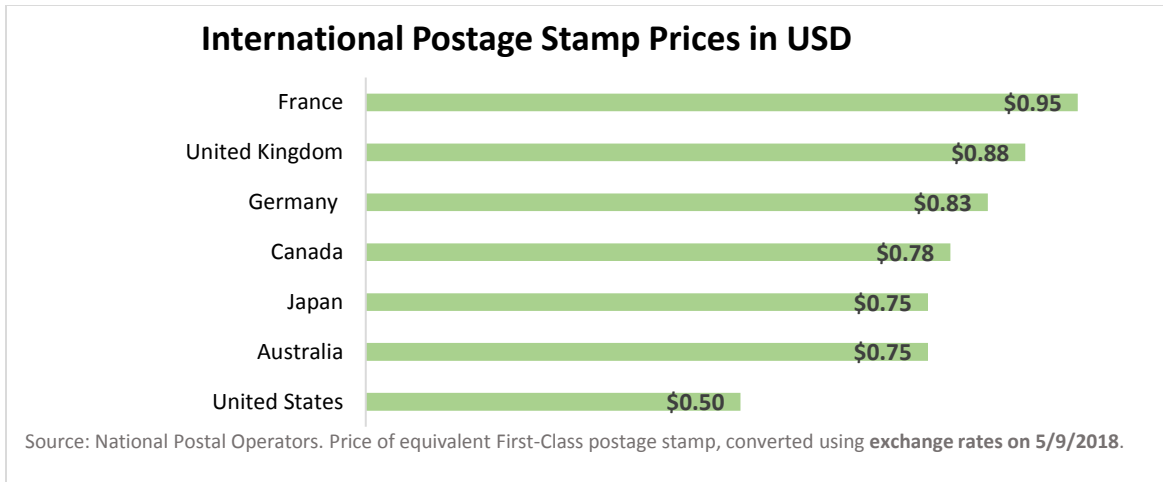 International Postage Stamp Prices in USD
France $0.95
United Kingdom $0.88
Germany $0.83
Canada $0.78
Japan $0.75
Australia $0.75
United States $0.50
Source: National Postal Operators. Price of equivalent First-Class postage stamp, converted using exchange rates on 5/9/2018.